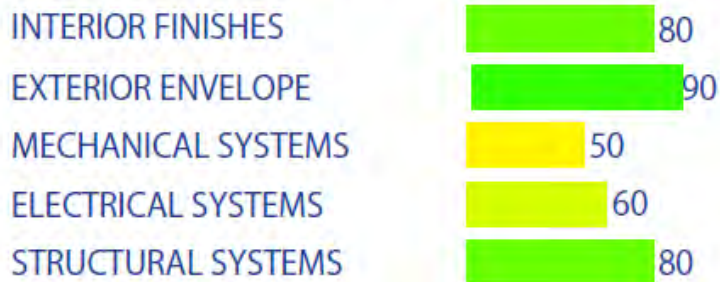 INTERIOR FINISHES 80
EXTERIOR ENVELOPE 90
MECHANICAL SYSTEMS 50
ELECTRICAL SYSTEMS 60
STRUCTURAL SYSTEMS 80